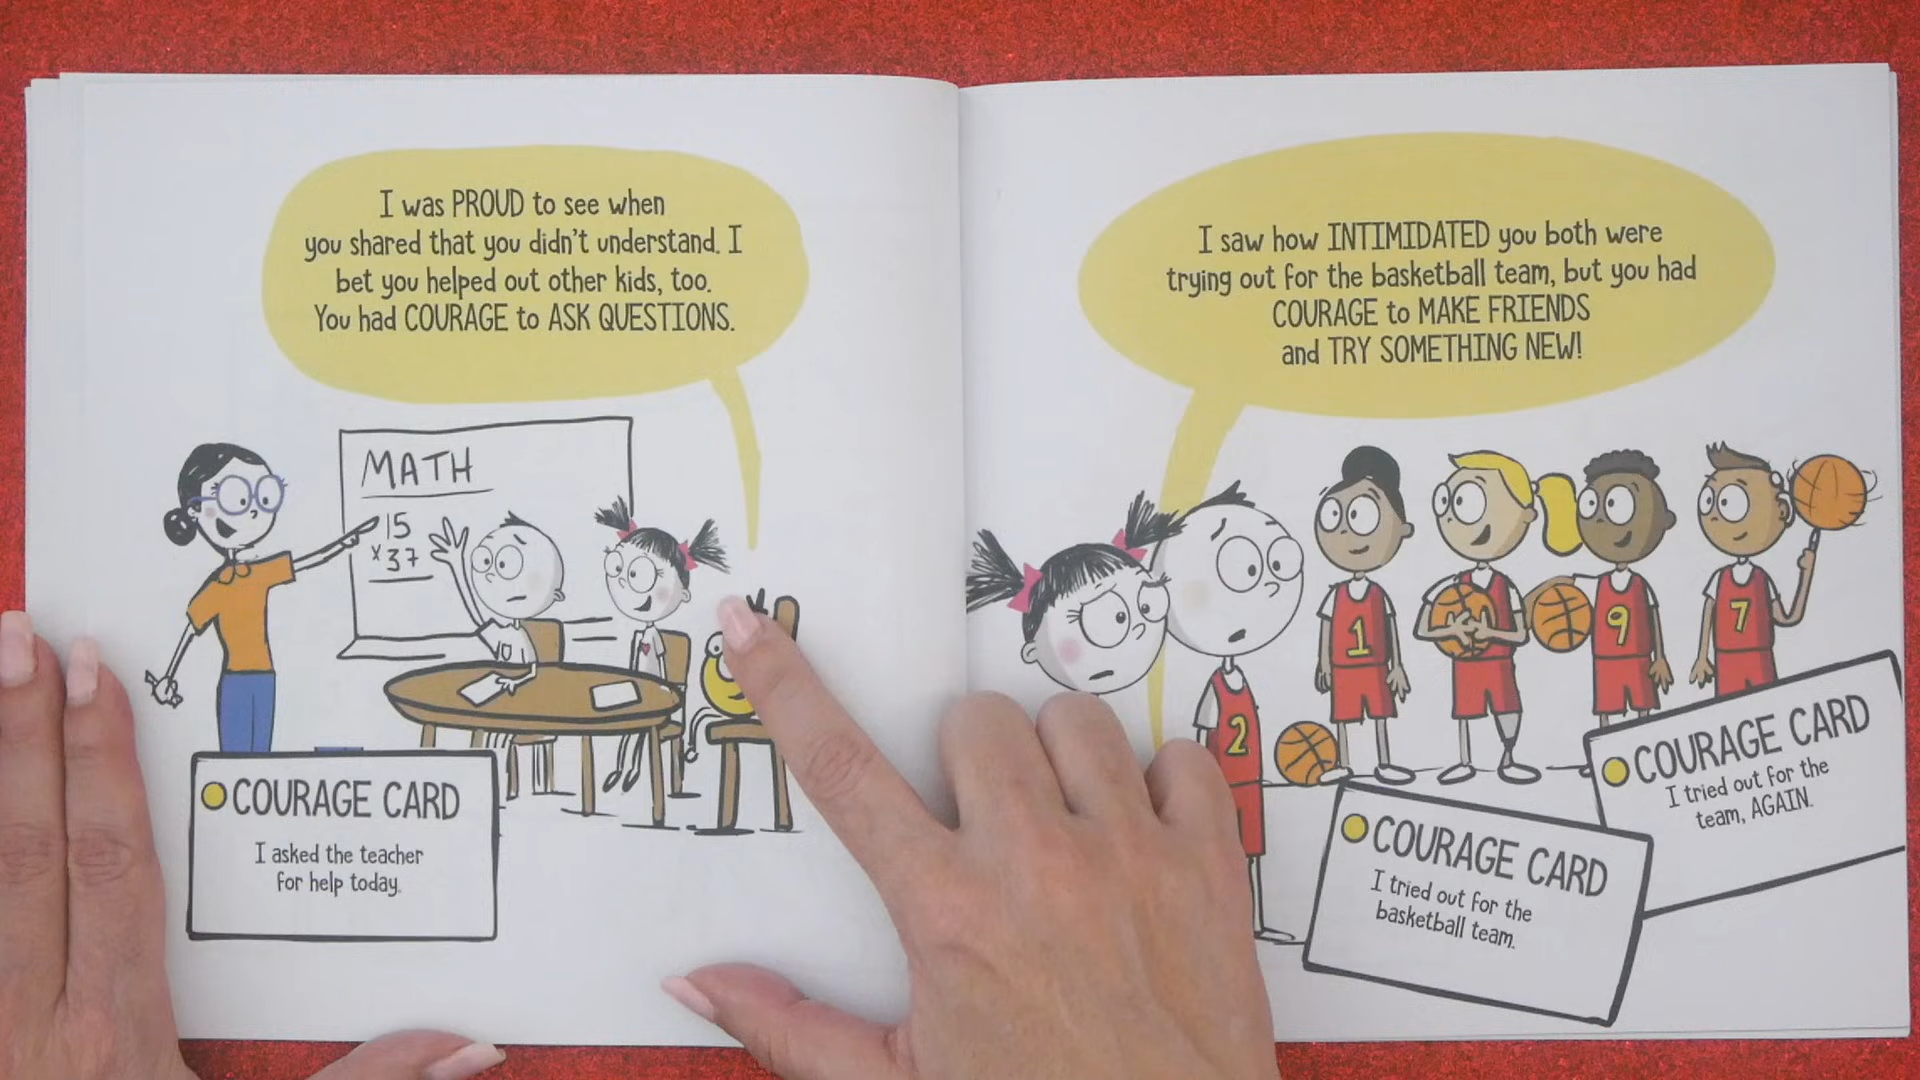 I was PROUD to see when
you shared that you didn't understand. I
bet you helped out other kids, too.
You had COURAGE to ASK QUESTIONS.
MATH
15
x37
COURAGE CARD
I asked the teacher
for help today.
I saw how INTIMIDATED you both were
trying out for the basketball team, but you had
COURAGE to MAKE FRIENDS
and TRY SOMETHING NEW!
2
1
9
7
COURAGE CARD
I tried out for the
basketball team.
COURAGE CARD
I tried out for the
team, AGAIN.